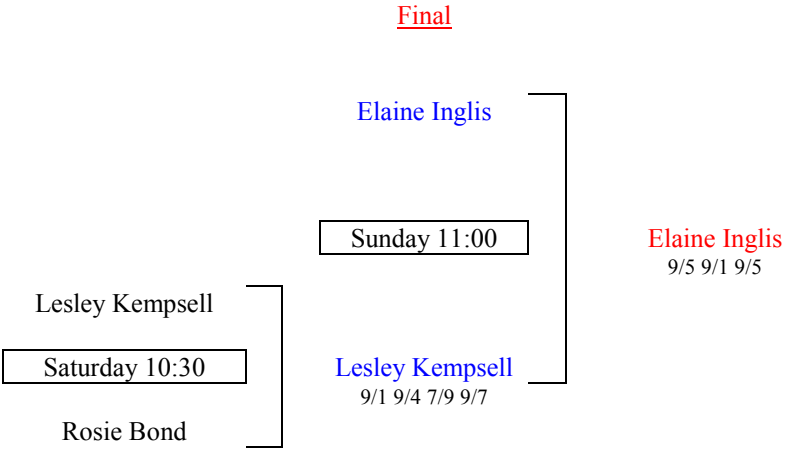 Final
Elaine Inglis
Sunday 11:00
Elaine Inglis
9/5 9/1 9/5
Lesley Kempsell
Saturday 10:30
Lesley Kempsell
9/1 9/4 7/9 9/7
Rosie Bond